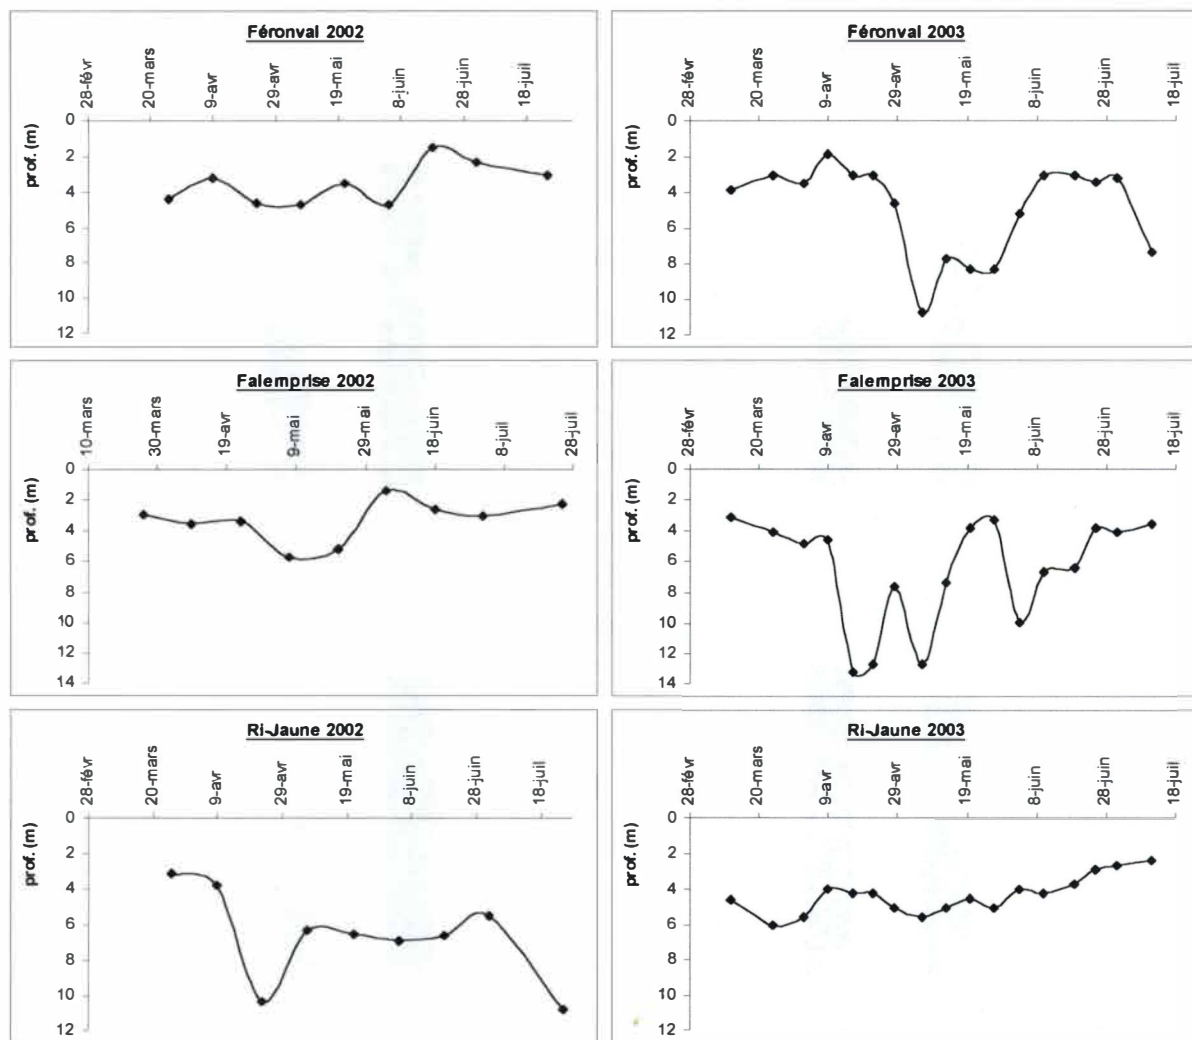 Féronval 2002
28-févr
20-mars
9-avr
29-avr
19-mai
8-juin
28-juin
18-juil
prof. (m)
0
2
4
6
8
10
12
Féronval 2003
28-févr
20-mars
9-avr
29-avr
19-mai
8-juin
28-juin
18-juil
prof. (m)
0
2
4
6
8
10
12
Falemprise 2002
10-mars
30-mars
19-avr
9-mai
29-mai
18-juin
8-juil
28-juil
prof. (m)
0
2
4
6
8
10
12
14
Falemprise 2003
28-févr
20-mars
9-avr
29-avr
19-mai
8-juin
28-juin
18-juil
prof. (m)
0
2
4
6
8
10
12
14
Ri-Jaune 2002
28-févr
20-mars
9-avr
29-avr
19-mai
8-juin
28-juin
18-juil
prof. (m)
0
2
4
6
8
10
12
Ri-Jaune 2003
28-févr
20-mars
9-avr
29-avr
19-mai
8-juin
28-juin
18-juil
prof. (m)
0
2
4
6
8
10
12